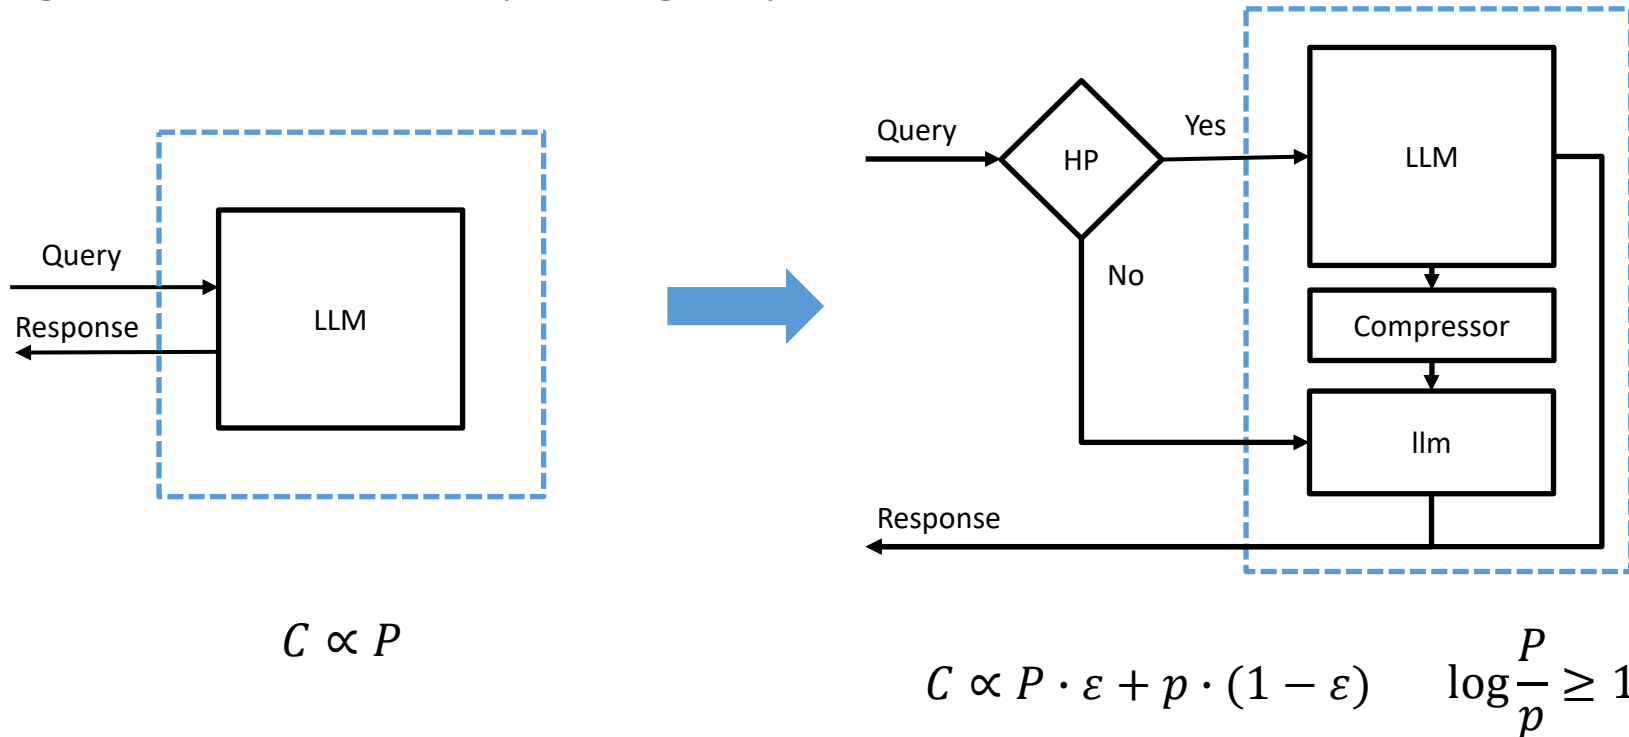 Query
Response
LLM
C ∝ P
Query
HP
Yes
No
LLM
Compressor
llm
Response
C ∝ P · ε + p · (1 − ε)
log P/p ≥ 1